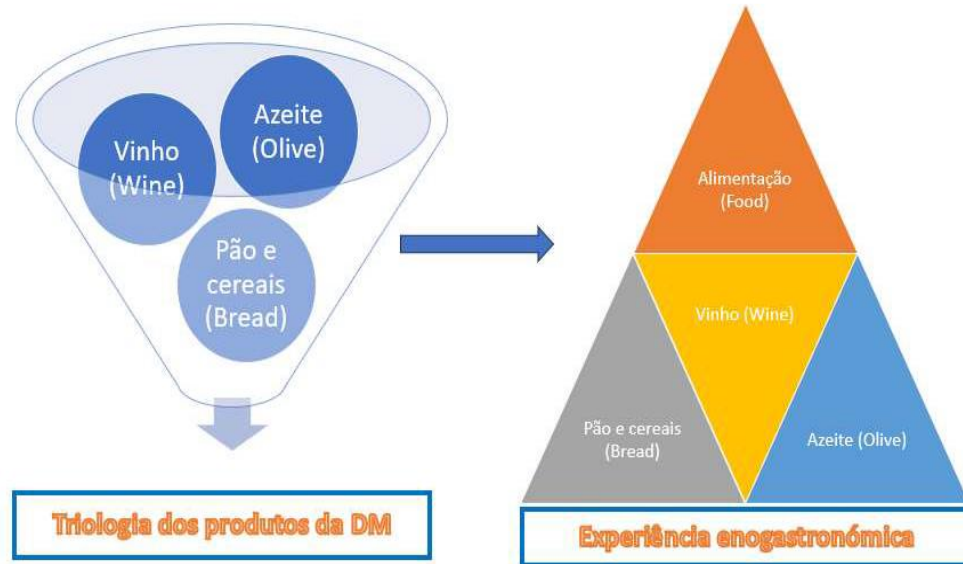 Vinho
(Wine)
Azeite
(Olive)
Pão e
cereais
(Bread)
Triologia dos produtos da DM
Alimentação
(Food)
Vinho (Wine)
Pão e cereais
(Bread)
Azeite (Olive)
Experiência enogastronómica